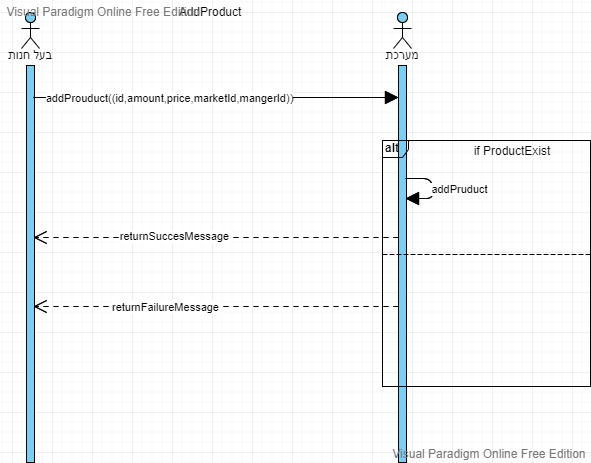 Visual Paradigm Online Free Edition
AddProduct
בעל חנות
מערכת
addProuduct((id,amount,price,marketId,mangerId))
alt
if ProductExist
addPruduct
returnSuccesMessage
returnFailureMessage
Visual Paradigm Online Free Edition